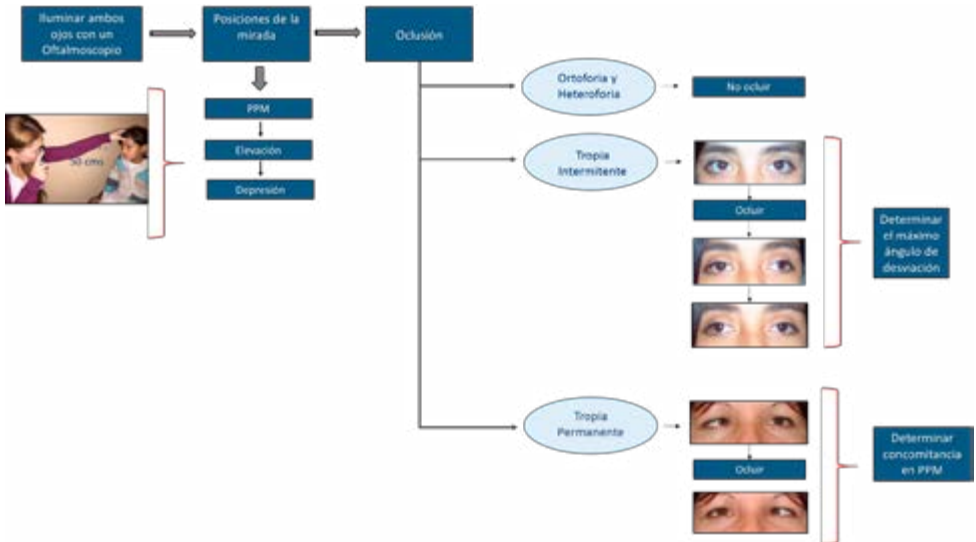 Iluminar ambos
ojos con un
Oftalmoscopio
Posiciones de la
mirada
Oclusión
PPM
Elevación
Depresión
50 cms
Ortoforia y
Heteroforia
No ocluir
Tropia
Intermitente
Ocluir
Determinar
el máximo
ángulo de
desviación
Tropia
Permanente
Ocluir
Determinar
concomitancia
en PPM